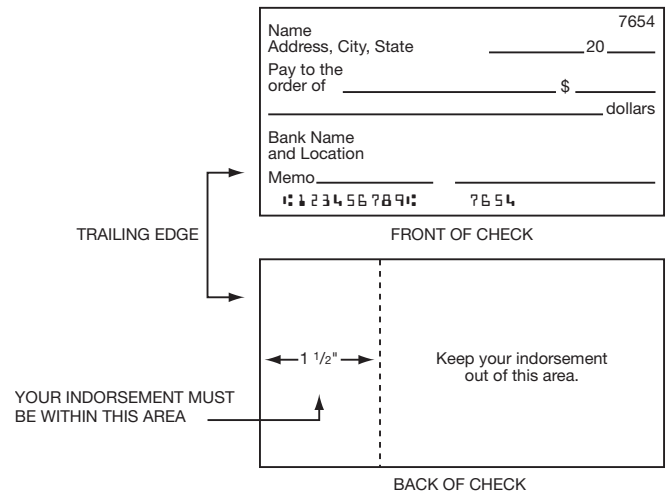 7654
Name
Address, City, State 20
Pay to the
order of $
dollars
Bank Name
and Location
Memo
⑆123456789⑆ 7654
TRAILING EDGE
FRONT OF CHECK
1 1/2"
Keep your indorsement
out of this area.
YOUR INDORSEMENT MUST
BE WITHIN THIS AREA
BACK OF CHECK